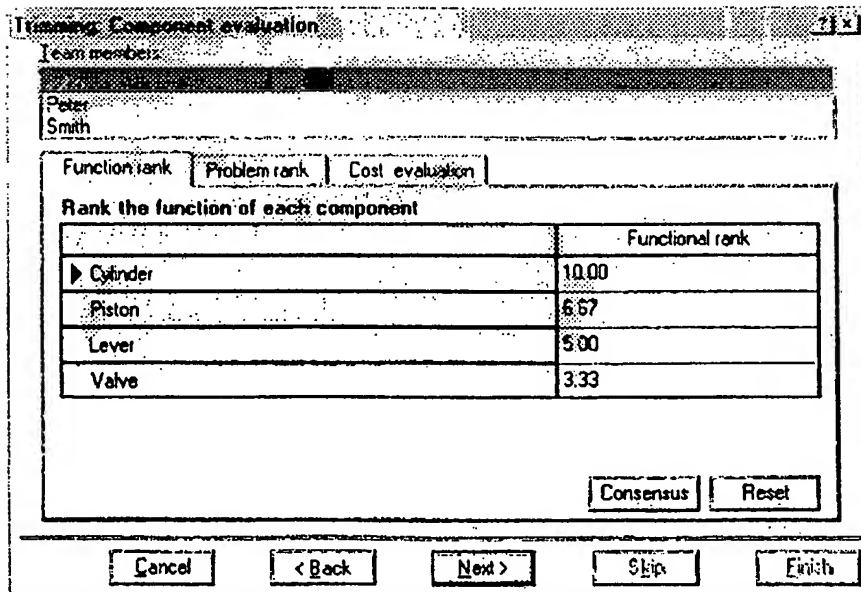 Trimming: Component evaluation
Team members:
Peter
Smith
Function rank Problem rank Cost evaluation
Rank the function of each component
Functional rank
Cylinder 10.00
Piston 6.67
Lever 5.00
Valve 3.33
Consensus Reset
Cancel < Back Next > Skip Finish